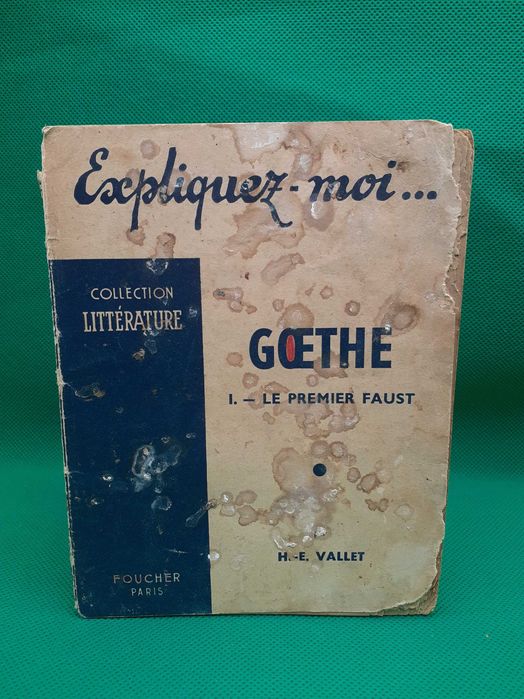 Expliquez-moi...
COLLECTION
LITTÉRATURE
GŒTHE
I. — LE PREMIER FAUST
H.-E. VALLET
FOUCHER
PARIS